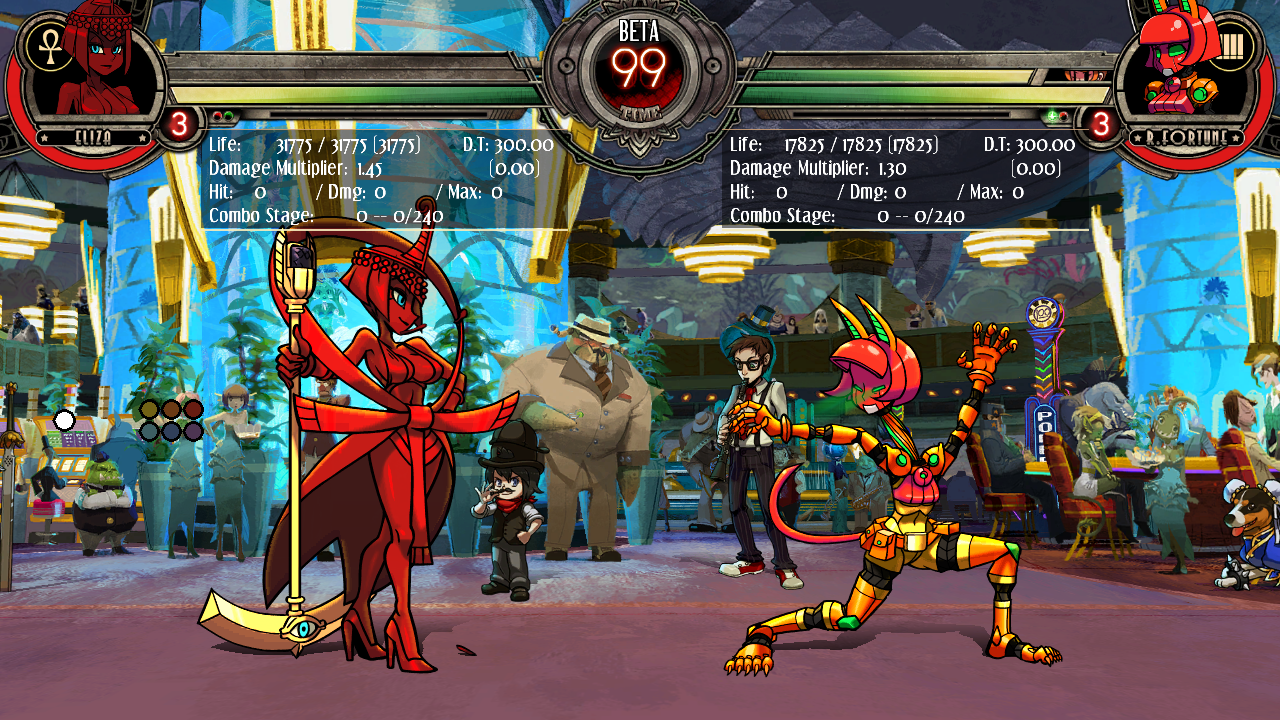 BETA
99
TIME
ELIZA
3
3
R.FORTUNE
Life: 31775 / 31775 (31775) D.T: 300.00
Damage Multiplier: 1.45 (0.00)
Hit: 0 / Dmg: 0 / Max: 0
Combo Stage: 0 -- 0/240
Life: 17825 / 17825 (17825) D.T: 300.00
Damage Multiplier: 1.30 (0.00)
Hit: 0 / Dmg: 0 / Max: 0
Combo Stage: 0 -- 0/240